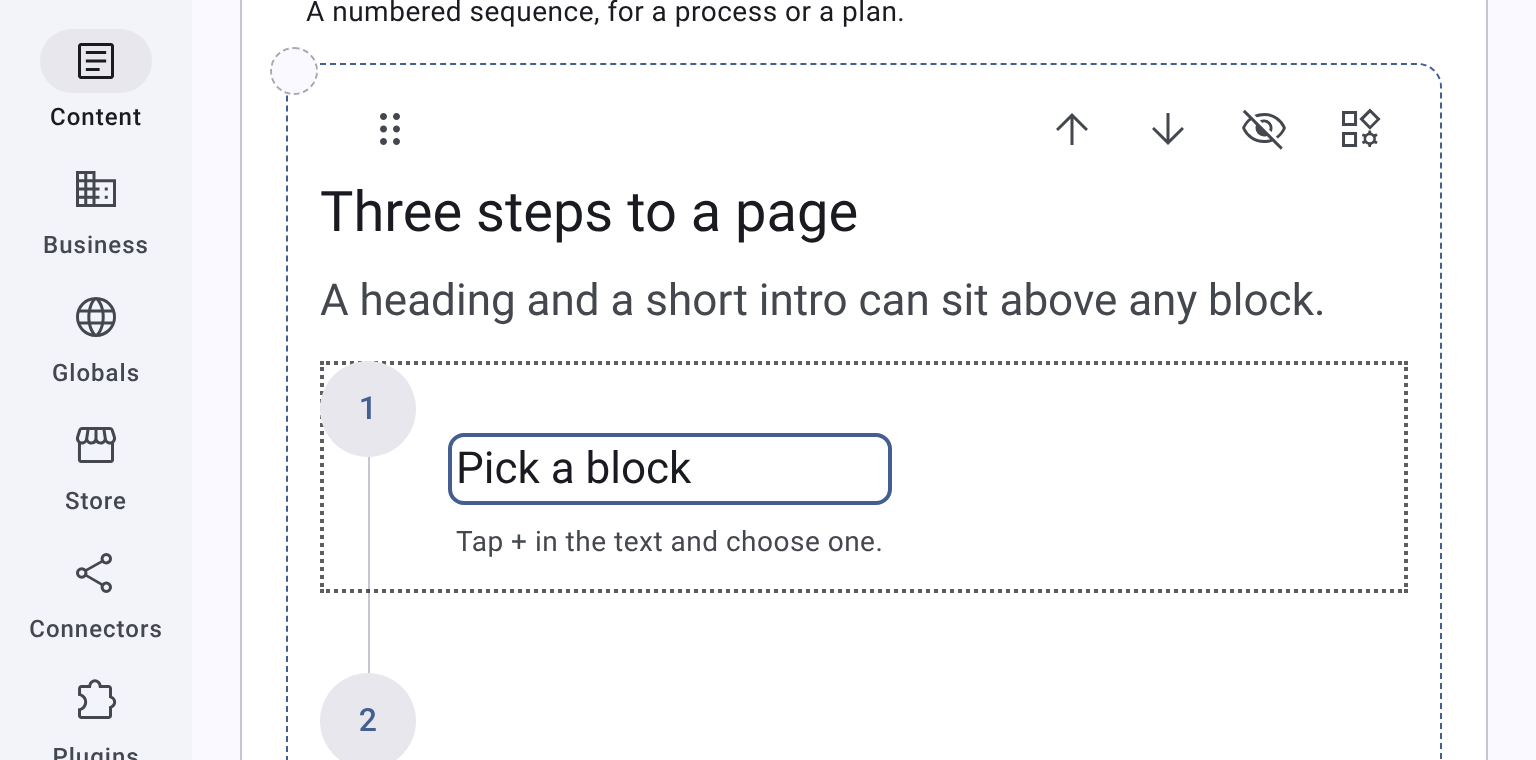 A numbered sequence, for a process or a plan.
Content
Business
Globals
Store
Connectors
Plugins
Three steps to a page
A heading and a short intro can sit above any block.
1
Pick a block
Tap + in the text and choose one.
2